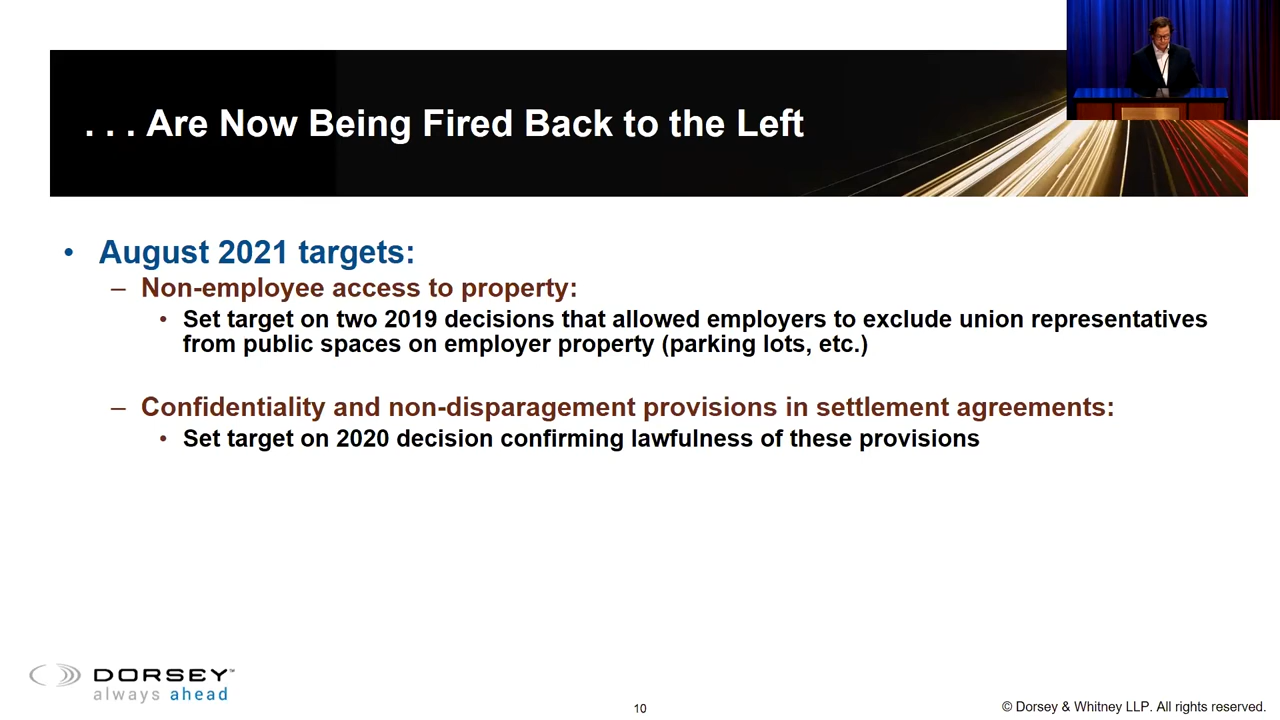 . . . Are Now Being Fired Back to the Left
• August 2021 targets:
– Non-employee access to property:
• Set target on two 2019 decisions that allowed employers to exclude union representatives
from public spaces on employer property (parking lots, etc.)
– Confidentiality and non-disparagement provisions in settlement agreements:
• Set target on 2020 decision confirming lawfulness of these provisions
DORSEY™
always ahead
10
© Dorsey & Whitney LLP. All rights reserved.